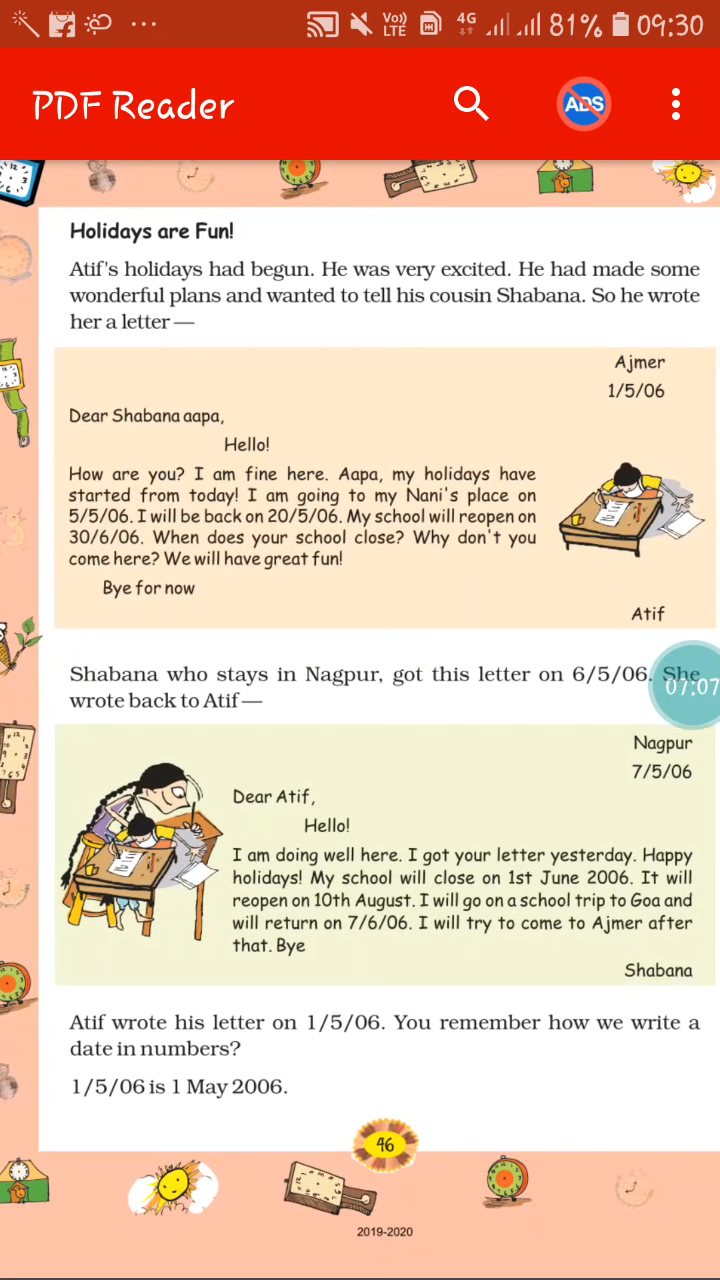 Vo))
LTE
4G
81%
09:30
PDF Reader
ADS
Holidays are Fun!
Atif's holidays had begun. He was very excited. He had made some
wonderful plans and wanted to tell his cousin Shabana. So he wrote
her a letter —
Ajmer
1/5/06
Dear Shabana aapa,
Hello!
How are you? I am fine here. Aapa, my holidays have
started from today! I am going to my Nani's place on
5/5/06. I will be back on 20/5/06. My school will reopen on
30/6/06. When does your school close? Why don't you
come here? We will have great fun!
Bye for now
Atif
Shabana who stays in Nagpur, got this letter on 6/5/06. She
wrote back to Atif —
07:07
Nagpur
7/5/06
Dear Atif,
Hello!
I am doing well here. I got your letter yesterday. Happy
holidays! My school will close on 1st June 2006. It will
reopen on 10th August. I will go on a school trip to Goa and
will return on 7/6/06. I will try to come to Ajmer after
that. Bye
Shabana
Atif wrote his letter on 1/5/06. You remember how we write a
date in numbers?
1/5/06 is 1 May 2006.
46
2019-2020